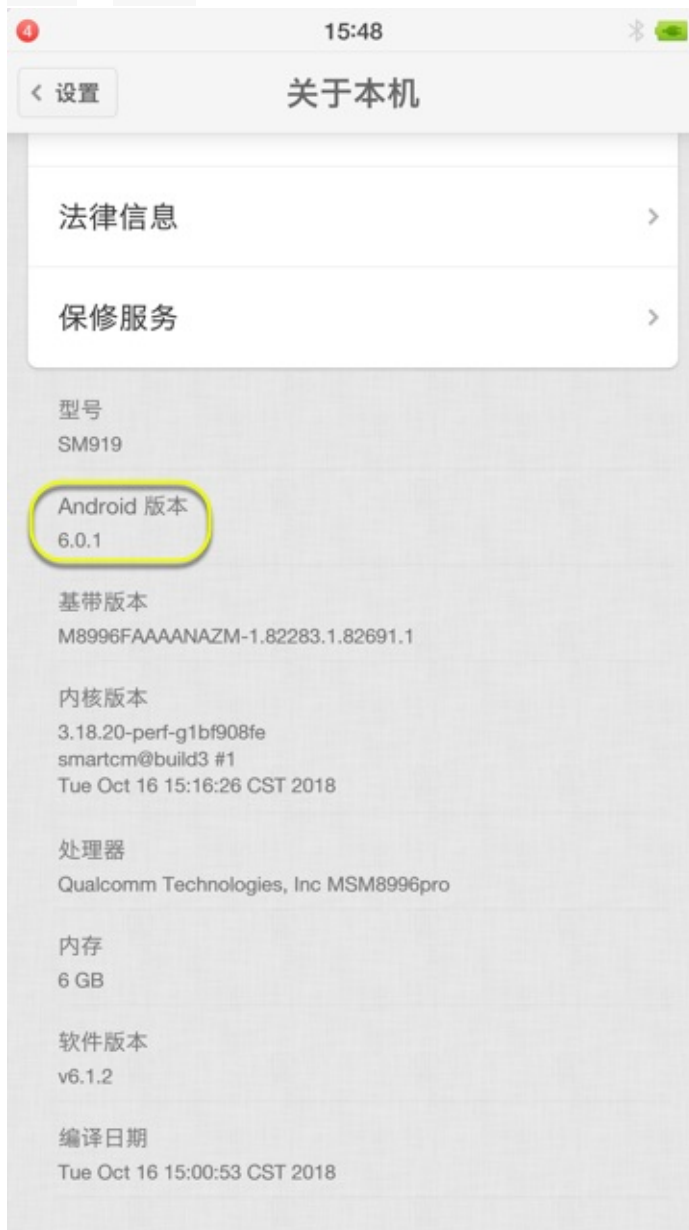 4
15:48
设置
关于本机
法律信息
保修服务
型号
SM919
Android 版本
6.0.1
基带版本
M8996FAAAANAZM-1.82283.1.82691.1
内核版本
3.18.20-perf-g1bf908fe
smartcm@build3 #1
Tue Oct 16 15:16:26 CST 2018
处理器
Qualcomm Technologies, Inc MSM8996pro
内存
6 GB
软件版本
v6.1.2
编译日期
Tue Oct 16 15:00:53 CST 2018